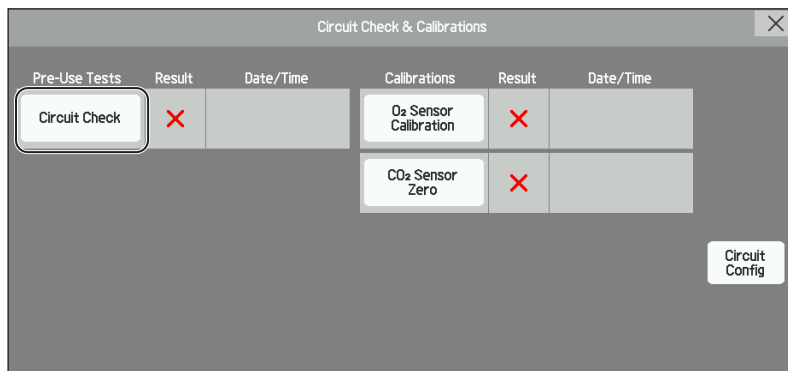 Circuit Check & Calibrations
Pre-Use Tests Result Date/Time Calibrations Result Date/Time
Circuit Check
O₂ Sensor
Calibration
CO₂ Sensor
Zero
Circuit
Config